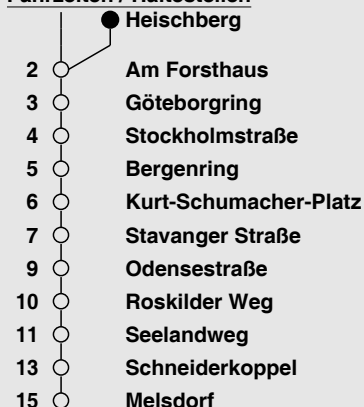 Fahrzeiten / Haltestellen
Heischberg
2 Am Forsthaus
3 Göteborgring
4 Stockholmstraße
5 Bergenring
6 Kurt-Schumacher-Platz
7 Stavanger Straße
9 Odensestraße
10 Roskilder Weg
11 Seelandweg
13 Schneiderkoppel
15 Melsdorf